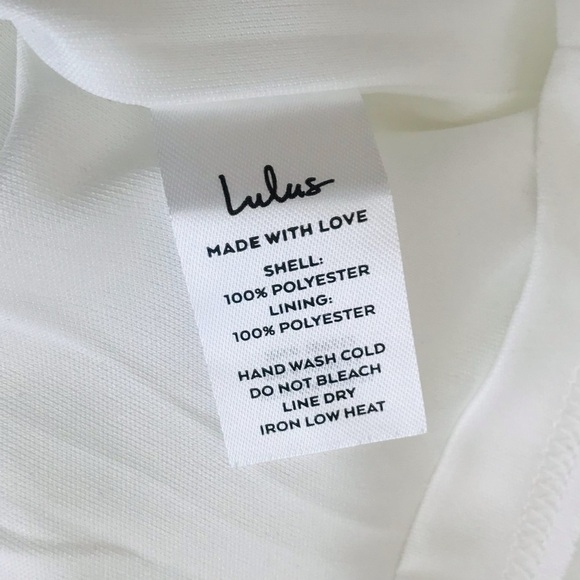 Lulus
MADE WITH LOVE
SHELL:
100% POLYESTER
LINING:
100% POLYESTER
HAND WASH COLD
DO NOT BLEACH
LINE DRY
IRON LOW HEAT